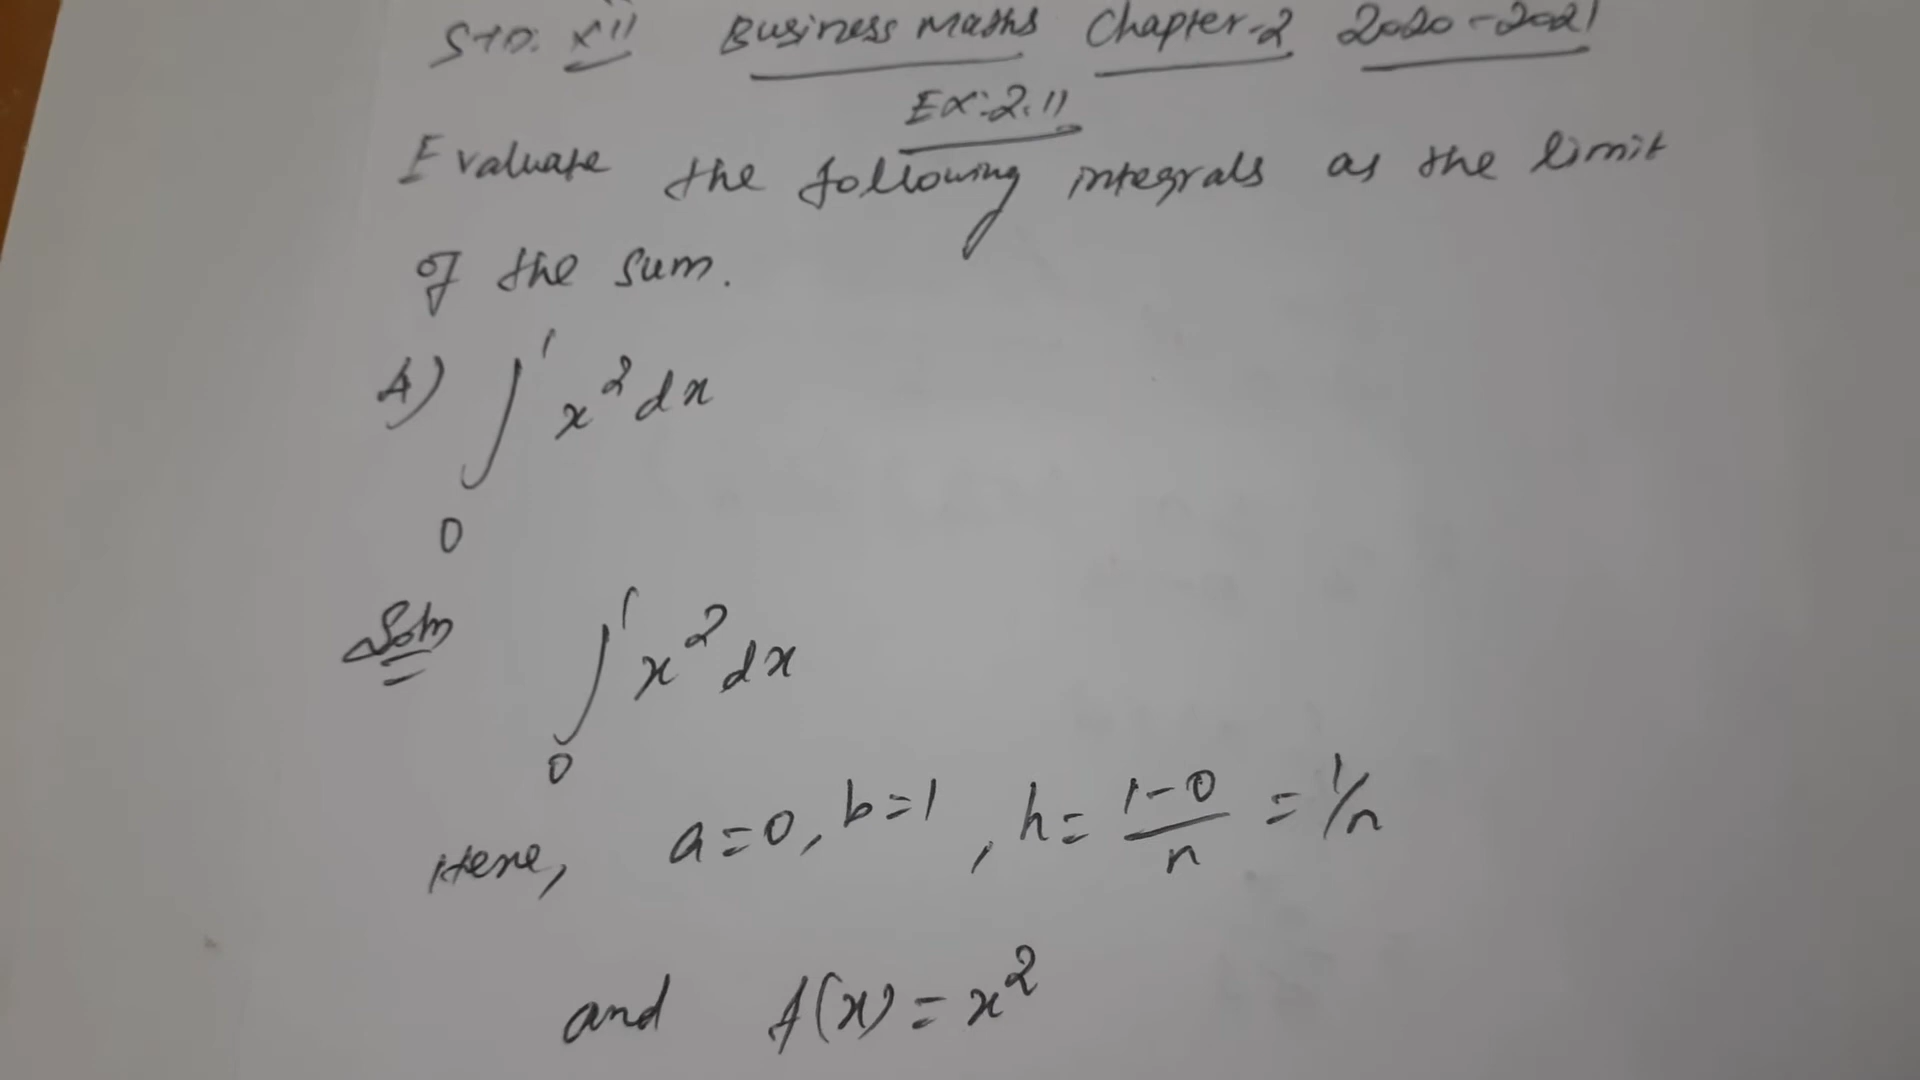 STD. XII Business Maths Chapter-2 2020-2021
Ex:-2.11
Evaluate the following integrals as the limit
of the sum.
4) ∫₀¹ x² dx
Soln ∫₀¹ x² dx
Here, a=0, b=1, h= (1-0)/n = 1/n
and f(x) = x²